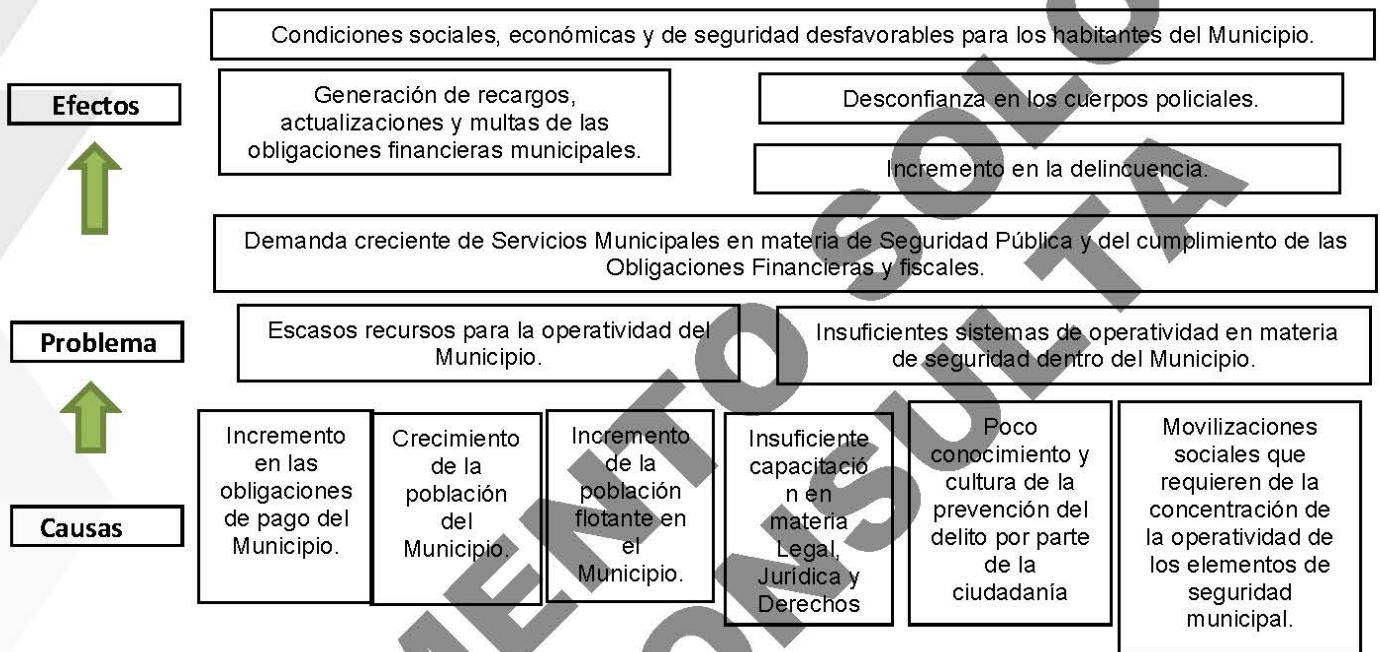 Condiciones sociales, económicas y de seguridad desfavorables para los habitantes del Municipio.
Efectos
Generación de recargos,
actualizaciones y multas de las
obligaciones financieras municipales.
Desconfianza en los cuerpos policiales.
Incremento en la delincuencia.
Demanda creciente de Servicios Municipales en materia de Seguridad Pública y del cumplimiento de las
Obligaciones Financieras y fiscales.
Problema
Escasos recursos para la operatividad del
Municipio.
Insuficientes sistemas de operatividad en materia
de seguridad dentro del Municipio.
Causas
Incremento
en las
obligaciones
de pago del
Municipio.
Crecimiento
de la
población
del
Municipio.
Incremento
de la
población
flotante en
el
Municipio.
Insuficiente
capacitació
n en
materia
Legal,
Jurídica y
Derechos
Poco
conocimiento y
cultura de la
prevención del
delito por parte
de la
ciudadanía
Movilizaciones
sociales que
requieren de la
concentración de
la operatividad de
los elementos de
seguridad
municipal.
MENTO SOLO
CONSULTA